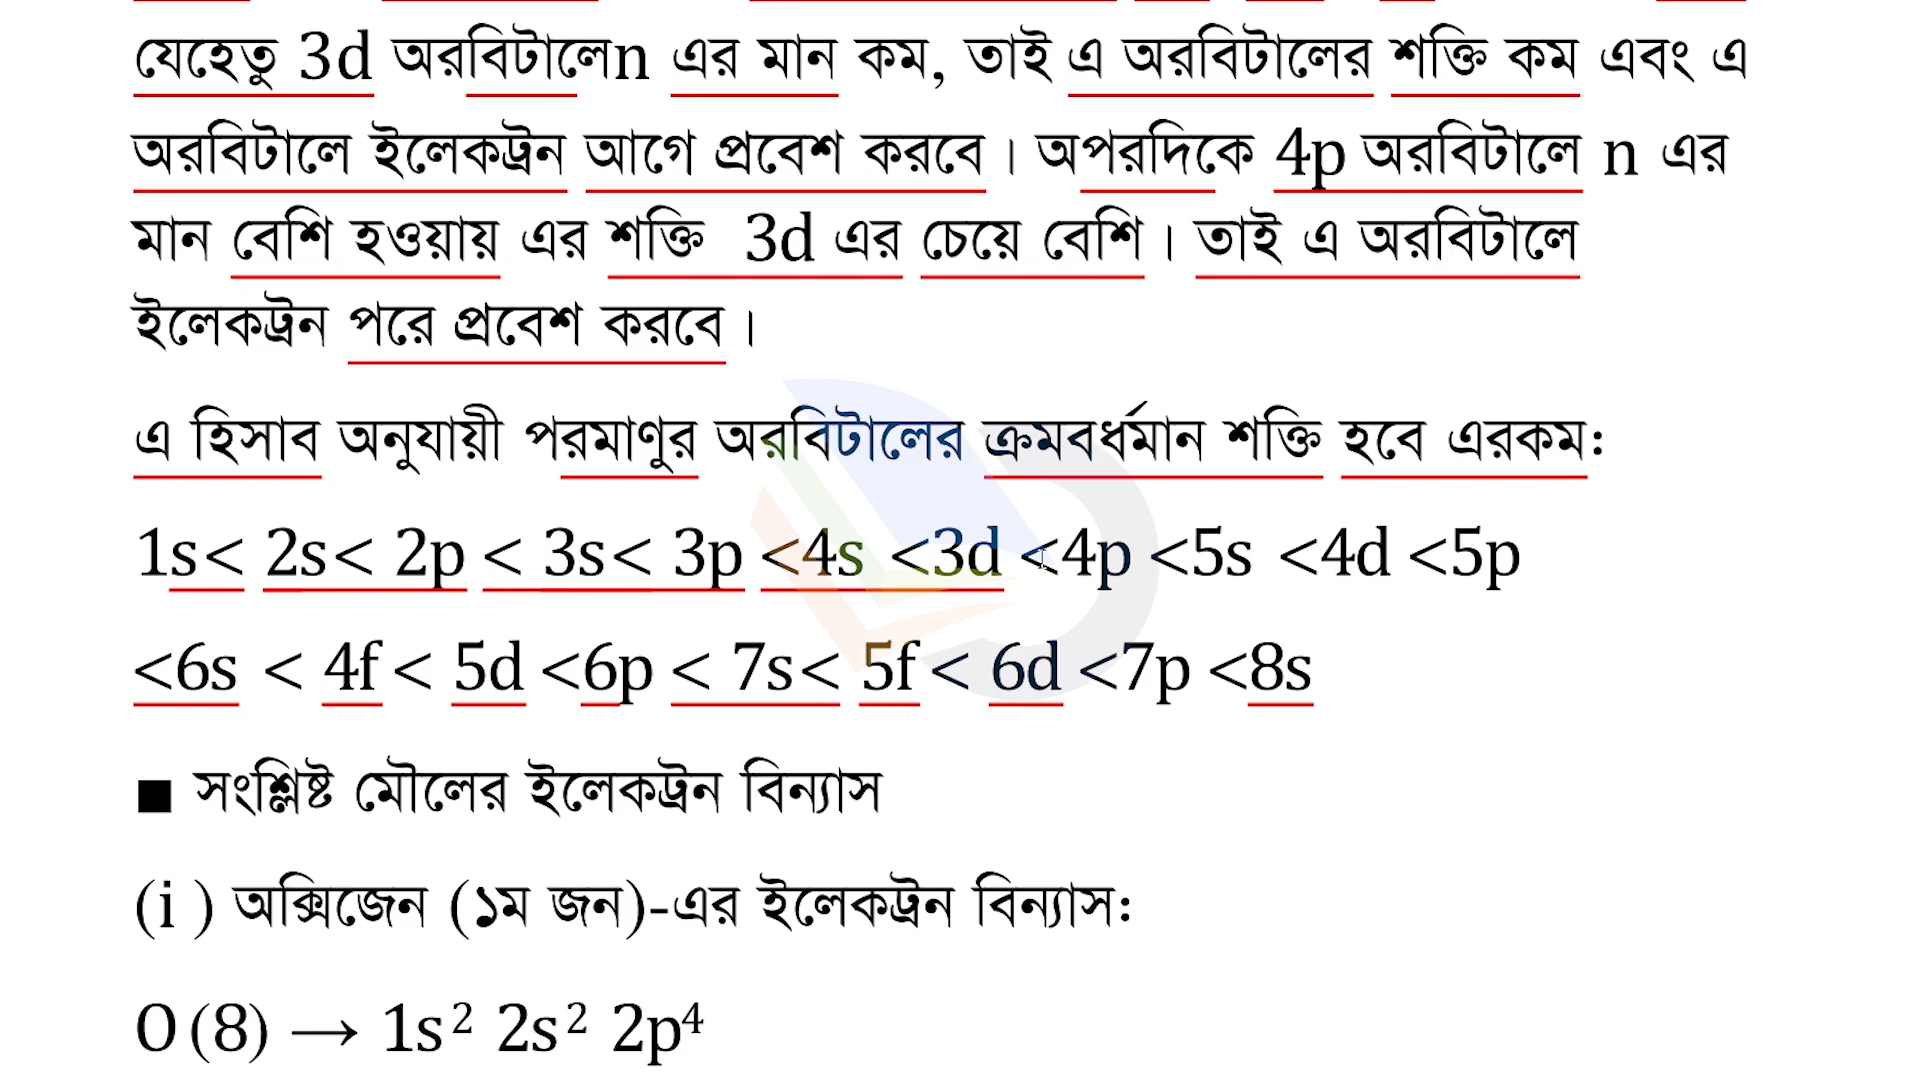 যেহেতু 3d অরবিটালেn এর মান কম, তাই এ অরবিটালের শক্তি কম এবং এ
অরবিটালে ইলেকট্রন আগে প্রবেশ করবে। অপরদিকে 4p অরবিটালে n এর
মান বেশি হওয়ায় এর শক্তি 3d এর চেয়ে বেশি। তাই এ অরবিটালে
ইলেকট্রন পরে প্রবেশ করবে।
এ হিসাব অনুযায়ী পরমাণুর অরবিটালের ক্রমবর্ধমান শক্তি হবে এরকমঃ
1s< 2s< 2p < 3s< 3p <4s <3d <4p <5s <4d <5p
<6s < 4f < 5d <6p < 7s< 5f < 6d <7p <8s
■ সংশ্লিষ্ট মৌলের ইলেকট্রন বিন্যাস
(i ) অক্সিজেন (১ম জন)-এর ইলেকট্রন বিন্যাসঃ
O (8) → 1s² 2s² 2p⁴